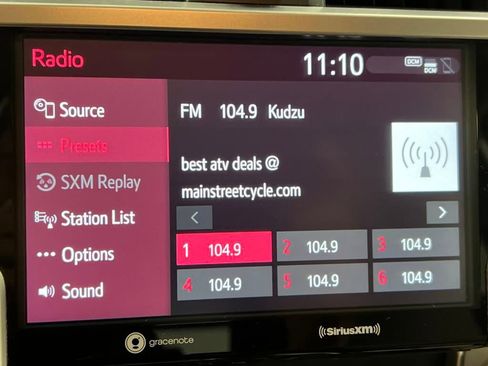 Radio
11:10
DCM
DCM
Source
Presets
SXM Replay
Station List
Options
Sound
FM 104.9 Kudzu
best atv deals @
mainstreetcycle.com
1 104.9
2 104.9
3 104.9
4 104.9
5 104.9
6 104.9
gracenote
SiriusXM